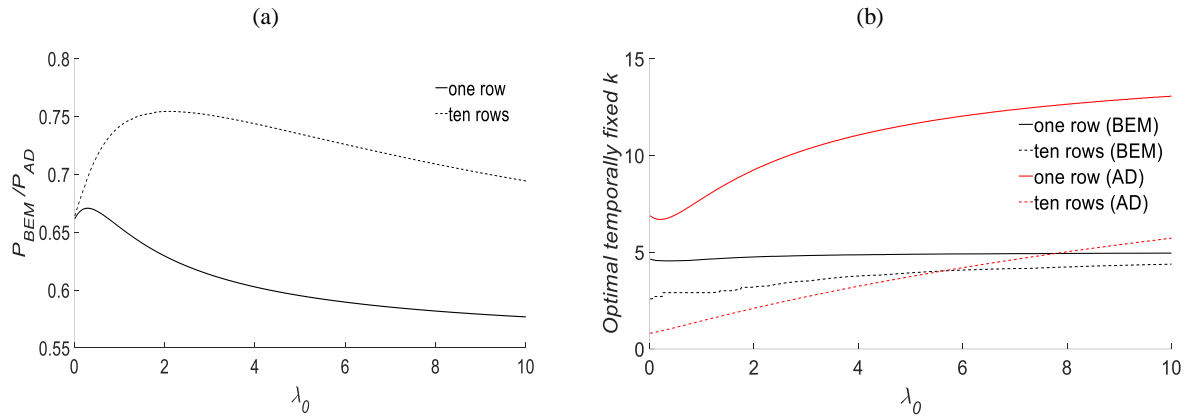 (a)
0.8
0.75
0.7
0.65
0.6
0.55
P_BEM/P_AD
one row
ten rows
0 2 4 6 8 10
λ_0
(b)
15
10
5
0
Optimal temporally fixed k
one row (BEM)
ten rows (BEM)
one row (AD)
ten rows (AD)
0 2 4 6 8 10
λ_0